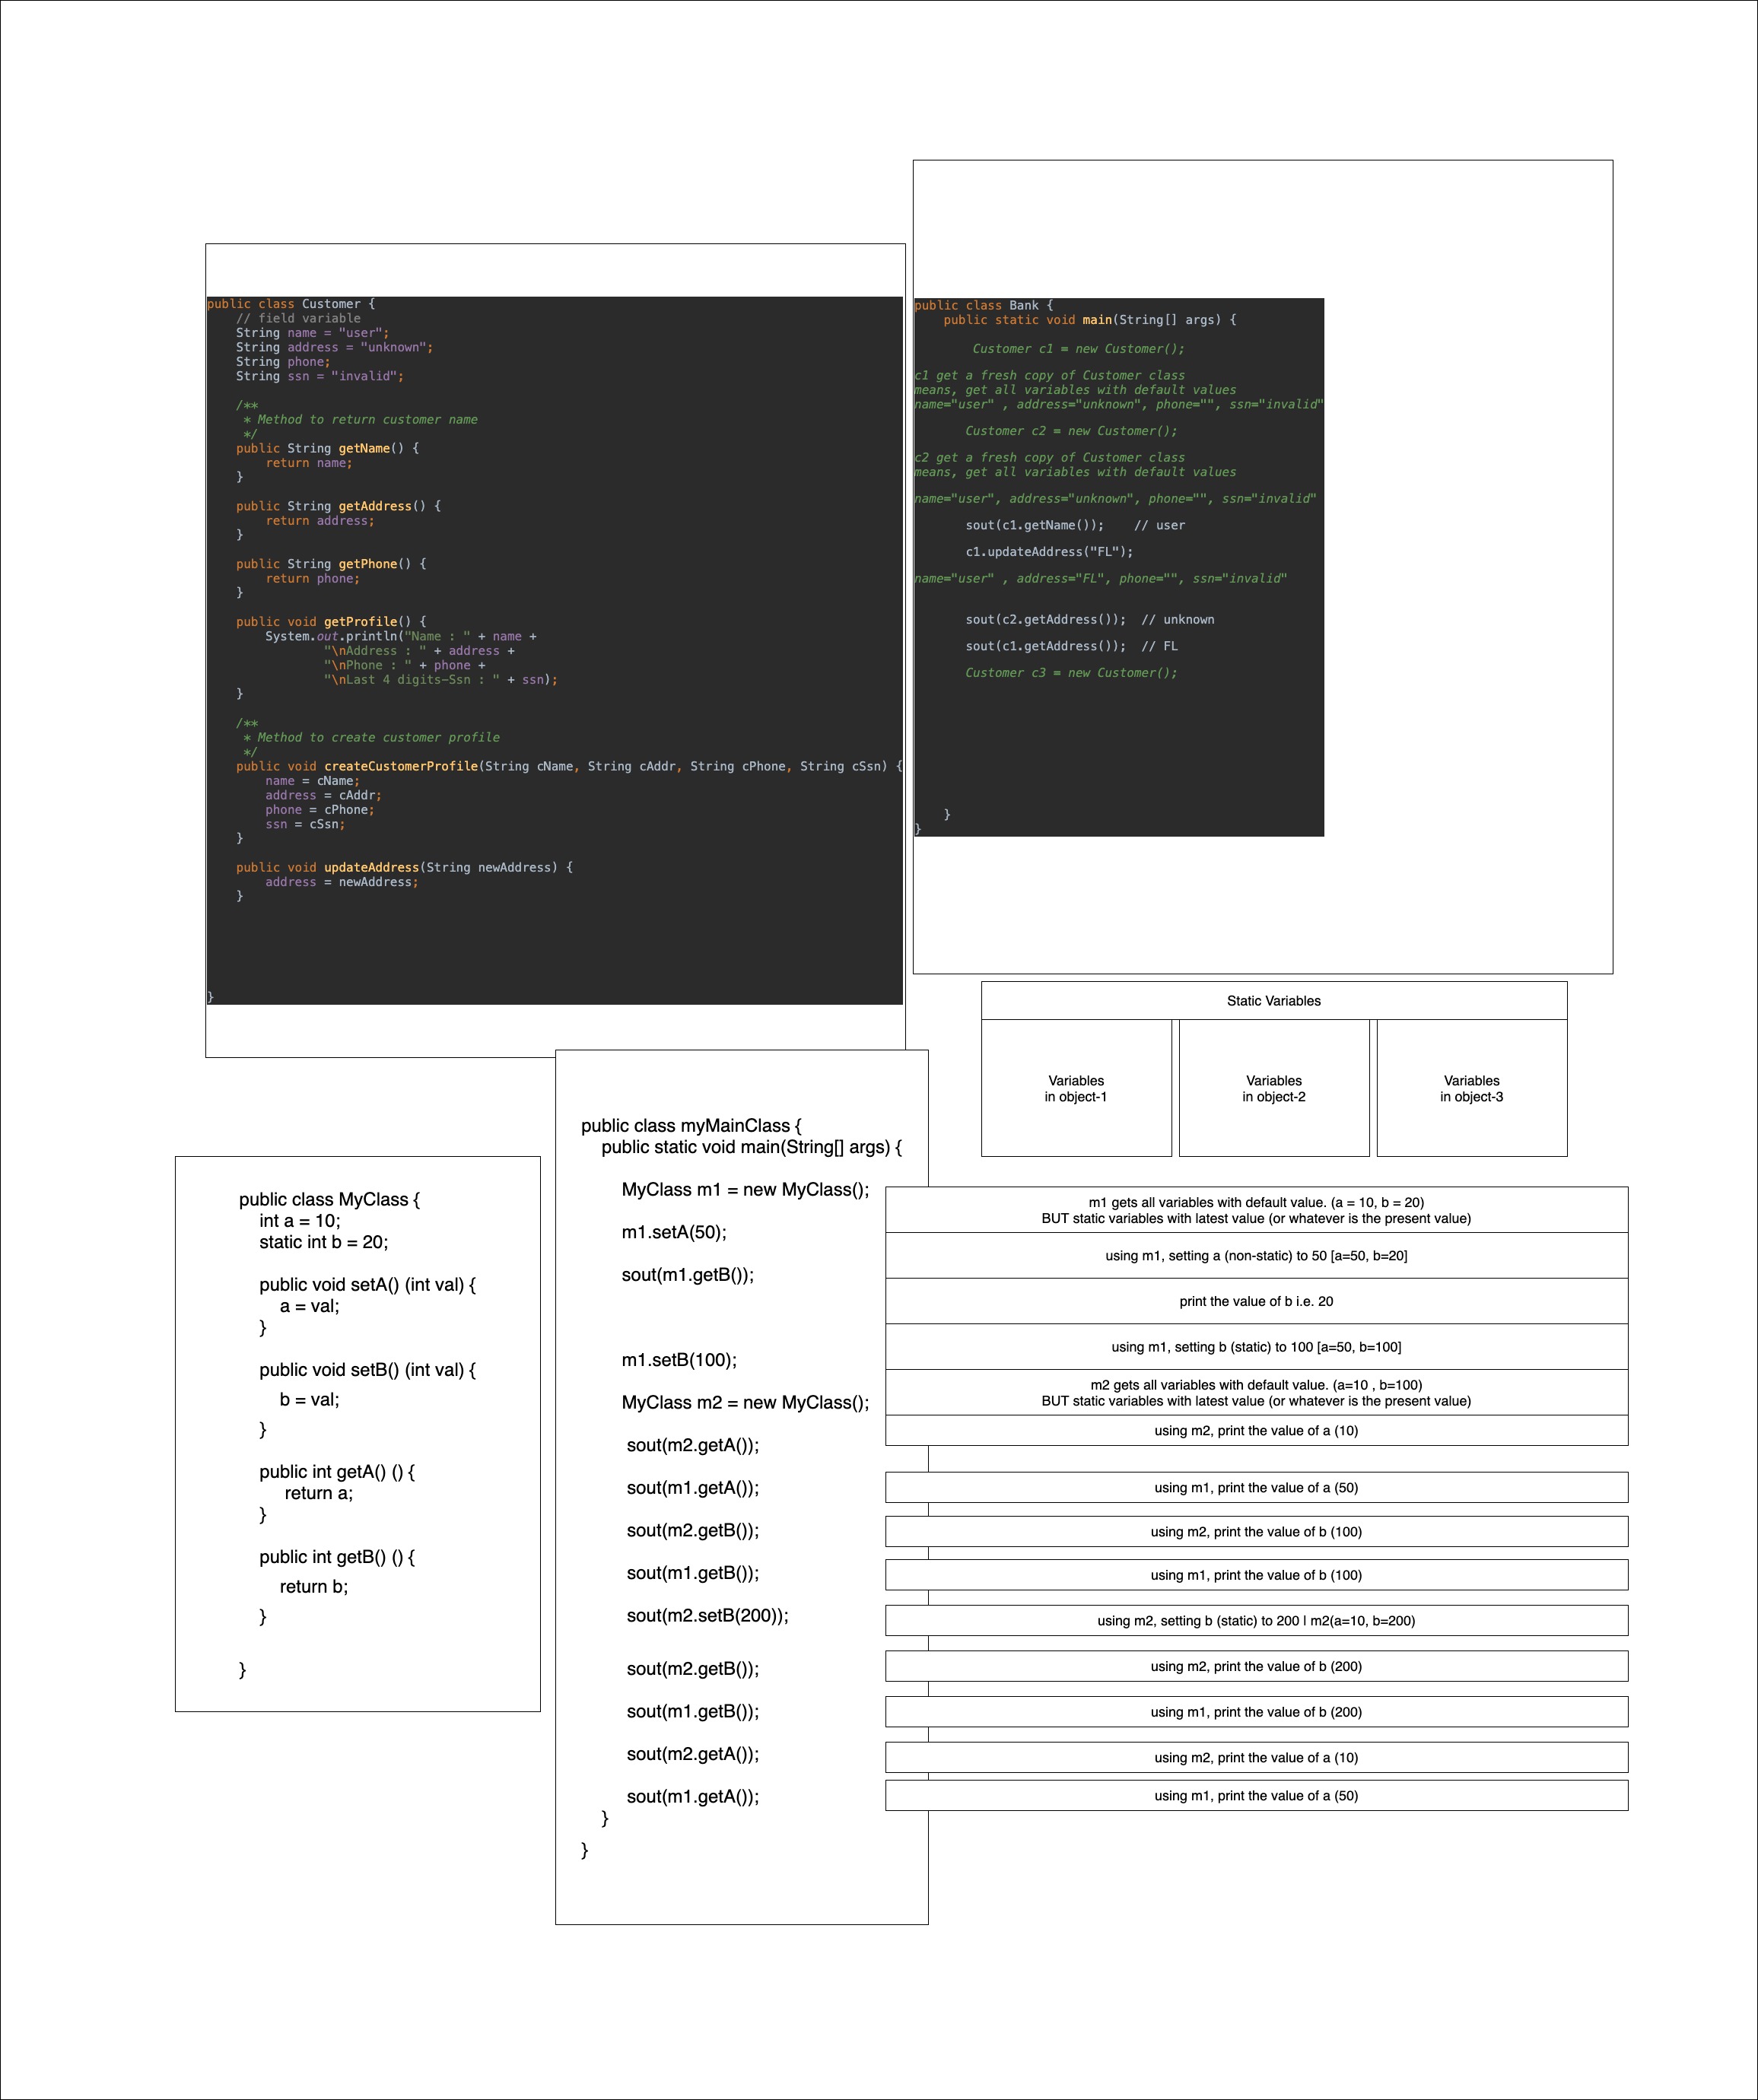 public class Customer {
// field variable
String name = "user";
String address = "unknown";
String phone;
String ssn = "invalid";
/**
* Method to return customer name
*/
public String getName() {
return name;
}
public String getAddress() {
return address;
}
public String getPhone() {
return phone;
}
public void getProfile() {
System.out.println("Name : " + name +
"\nAddress : " + address +
"\nPhone : " + phone +
"\nLast 4 digits-Ssn : " + ssn);
}
/**
* Method to create customer profile
*/
public void createCustomerProfile(String cName, String cAddr, String cPhone, String cSsn) {
name = cName;
address = cAddr;
phone = cPhone;
ssn = cSsn;
}
public void updateAddress(String newAddress) {
address = newAddress;
}
}
public class Bank {
public static void main(String[] args) {
Customer c1 = new Customer();
c1 get a fresh copy of Customer class
means, get all variables with default values
name="user" , address="unknown", phone="", ssn="invalid"
Customer c2 = new Customer();
c2 get a fresh copy of Customer class
means, get all variables with default values
name="user", address="unknown", phone="", ssn="invalid"
sout(c1.getName()); // user
c1.updateAddress("FL");
name="user" , address="FL", phone="", ssn="invalid"
sout(c2.getAddress()); // unknown
sout(c1.getAddress()); // FL
Customer c3 = new Customer();
}
}
Static Variables
Variables
in object-1
Variables
in object-2
Variables
in object-3
public class MyClass {
int a = 10;
static int b = 20;
public void setA() (int val) {
a = val;
}
public void setB() (int val) {
b = val;
}
public int getA() () {
return a;
}
public int getB() () {
return b;
}
}
public class myMainClass {
public static void main(String[] args) {
MyClass m1 = new MyClass();
m1.setA(50);
sout(m1.getB());
m1.setB(100);
MyClass m2 = new MyClass();
sout(m2.getA());
sout(m1.getA());
sout(m2.getB());
sout(m1.getB());
sout(m2.setB(200));
sout(m2.getB());
sout(m1.getB());
sout(m2.getA());
sout(m1.getA());
}
}
m1 gets all variables with default value. (a = 10, b = 20)
BUT static variables with latest value (or whatever is the present value)
using m1, setting a (non-static) to 50 [a=50, b=20]
print the value of b i.e. 20
using m1, setting b (static) to 100 [a=50, b=100]
m2 gets all variables with default value. (a=10 , b=100)
BUT static variables with latest value (or whatever is the present value)
using m2, print the value of a (10)
using m1, print the value of a (50)
using m2, print the value of b (100)
using m1, print the value of b (100)
using m2, setting b (static) to 200 | m2(a=10, b=200)
using m2, print the value of b (200)
using m1, print the value of b (200)
using m2, print the value of a (10)
using m1, print the value of a (50)